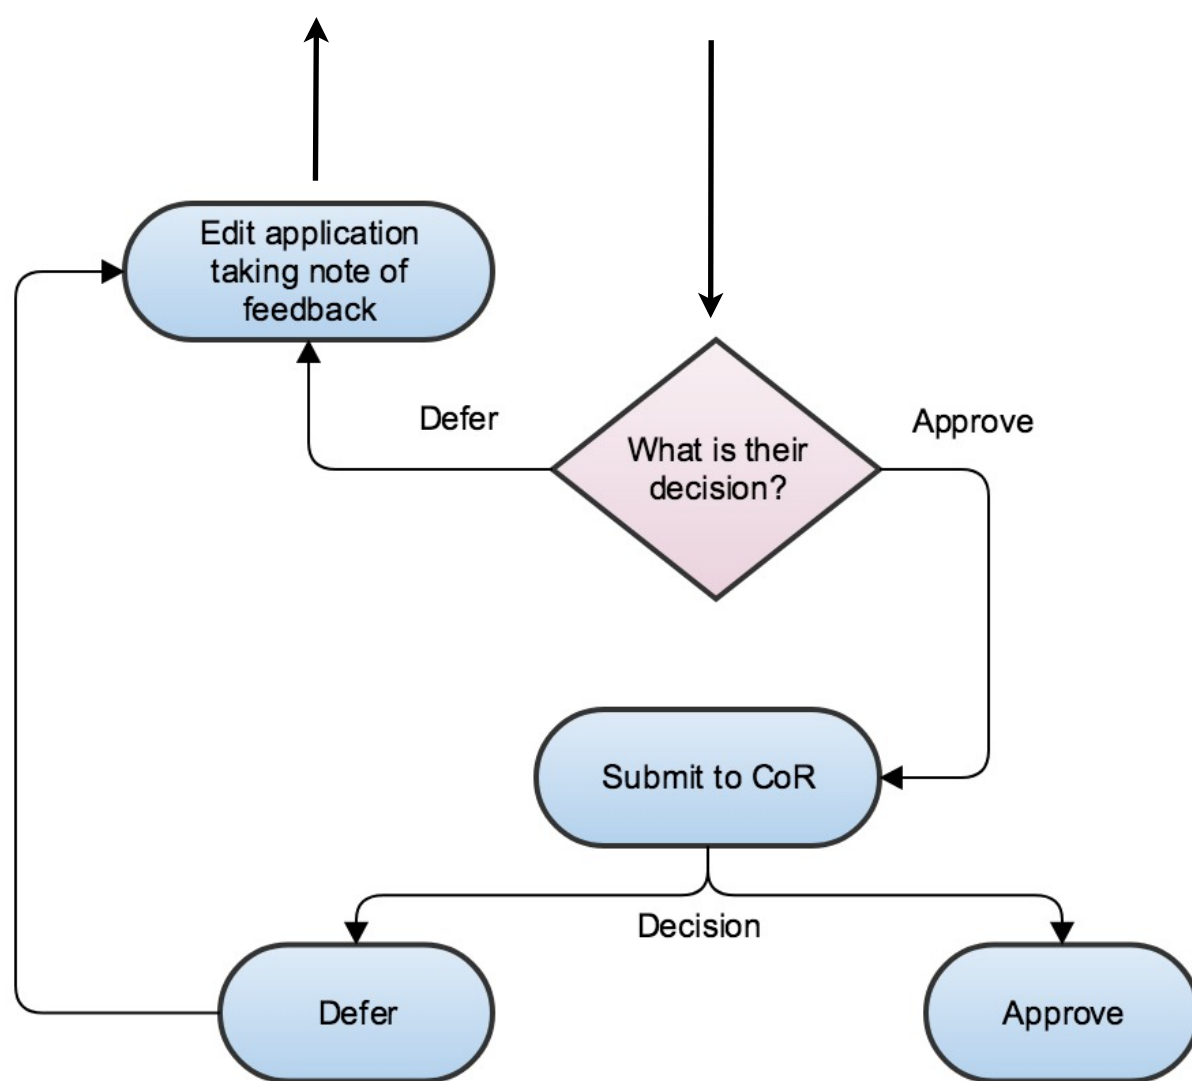 Edit application
taking note of
feedback
Defer
Approve
What is their
decision?
Submit to CoR
Decision
Defer
Approve